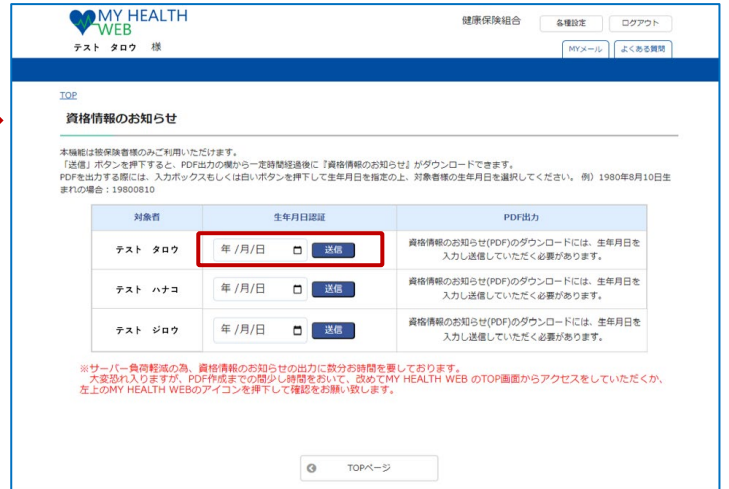 MY HEALTH
WEB
健康保険組合
各種設定
ログアウト
テスト タロウ 様
MYメール
よくある質問
TOP
資格情報のお知らせ
本機能は被保険者様のみご利用いただけます。
「送信」ボタンを押下すると、PDF出力の欄から一定時間経過後に『資格情報のお知らせ』がダウンロードできます。
PDFを出力する際には、入力ボックスもしくは白いボタンを押下して生年月日を指定の上、対象者様の生年月日を選択してください。 例）1980年8月10日生
まれの場合：19800810
対象者 生年月日認証 PDF出力
テスト タロウ 年 /月/日 送信 資格情報のお知らせ(PDF)のダウンロードには、生年月日を
入力し送信していただく必要があります。
テスト ハナコ 年 /月/日 送信 資格情報のお知らせ(PDF)のダウンロードには、生年月日を
入力し送信していただく必要があります。
テスト ジロウ 年 /月/日 送信 資格情報のお知らせ(PDF)のダウンロードには、生年月日を
入力し送信していただく必要があります。
※サーバー負荷軽減の為、資格情報のお知らせの出力に数分お時間を要しております。
大変恐れ入りますが、PDF作成までの間少し時間をおいて、改めてMY HEALTH WEB のTOP画面からアクセスをしていただくか、
左上のMY HEALTH WEBのアイコンを押下して確認をお願い致します。
TOPページ